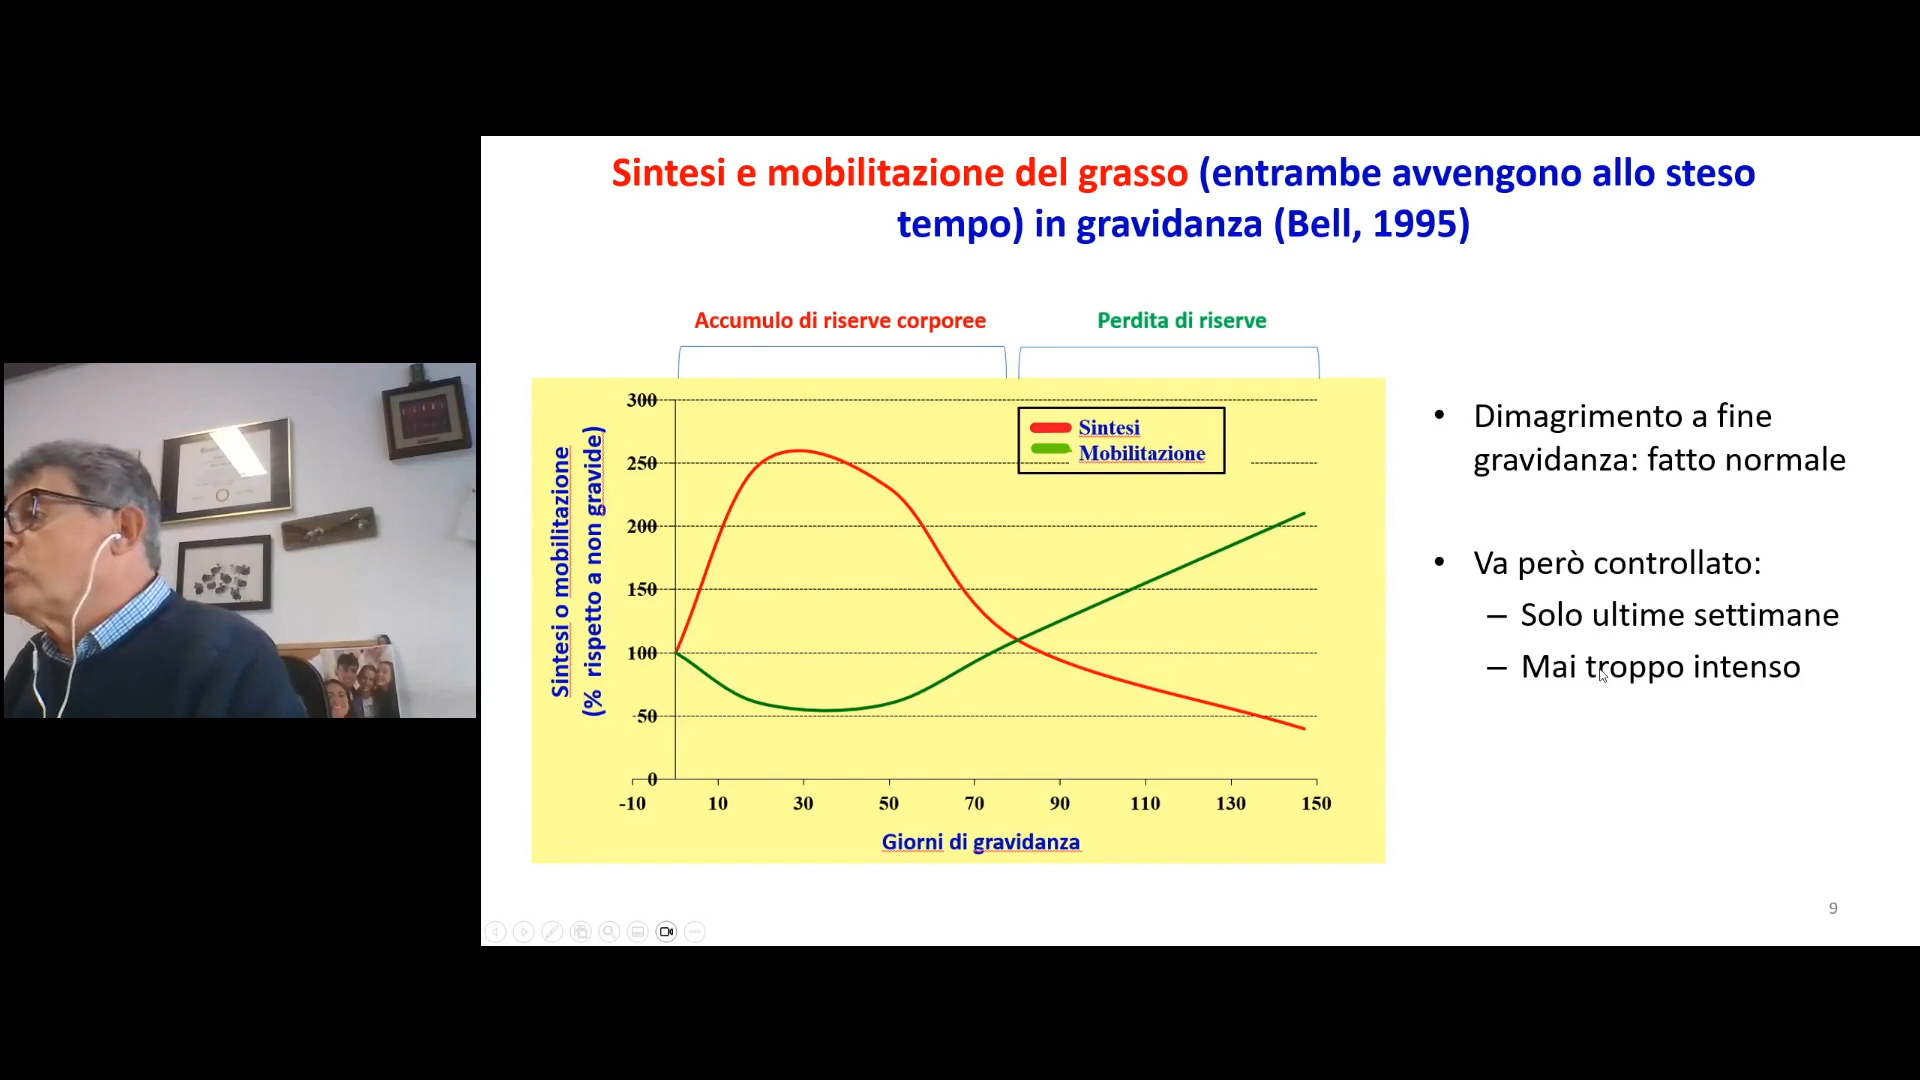 Sintesi e mobilitazione del grasso (entrambe avvengono allo steso
tempo) in gravidanza (Bell, 1995)
Accumulo di riserve corporee
Perdita di riserve
Sintesi o mobilitazione
(% rispetto a non gravide)
300
250
200
150
100
50
0
Sintesi
Mobilitazione
-10 10 30 50 70 90 110 130 150
Giorni di gravidanza
• Dimagrimento a fine
gravidanza: fatto normale
• Va però controllato:
– Solo ultime settimane
– Mai troppo intenso
9